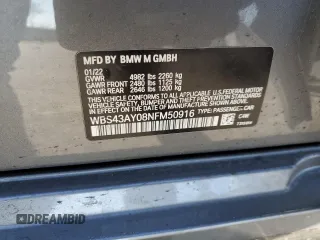 MFD BY BMW M GMBH
01/22
GVWR 4982 lbs 2260 kg
GAWR FRONT 2480 lbs 1125 kg
GAWR REAR 2646 lbs 1200 kg
THIS VEHICLE CONFORMS TO ALL APPLICABLE U.S. FEDERAL MOTOR
VEHICLE SAFETY, BUMPER, AND THEFT PREVENTION STANDARDS IN
EFFECT ON THE DATE OF MANUFACTURE SHOWN ABOVE.
WBS43AY08NFM50916 TYPE: PASSENGER CAR
C4W
DREAMBID